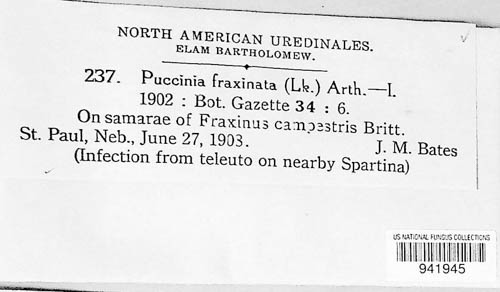 NORTH AMERICAN UREDINALES.
ELAM BARTHOLOMEW.
237. Puccinia fraxinata (Lk.) Arth.—I.
1902 : Bot. Gazette 34 : 6.
On samarae of Fraxinus campestris Britt.
St. Paul, Neb., June 27, 1903. J. M. Bates
(Infection from teleuto on nearby Spartina)
US NATIONAL FUNGUS COLLECTIONS
941945